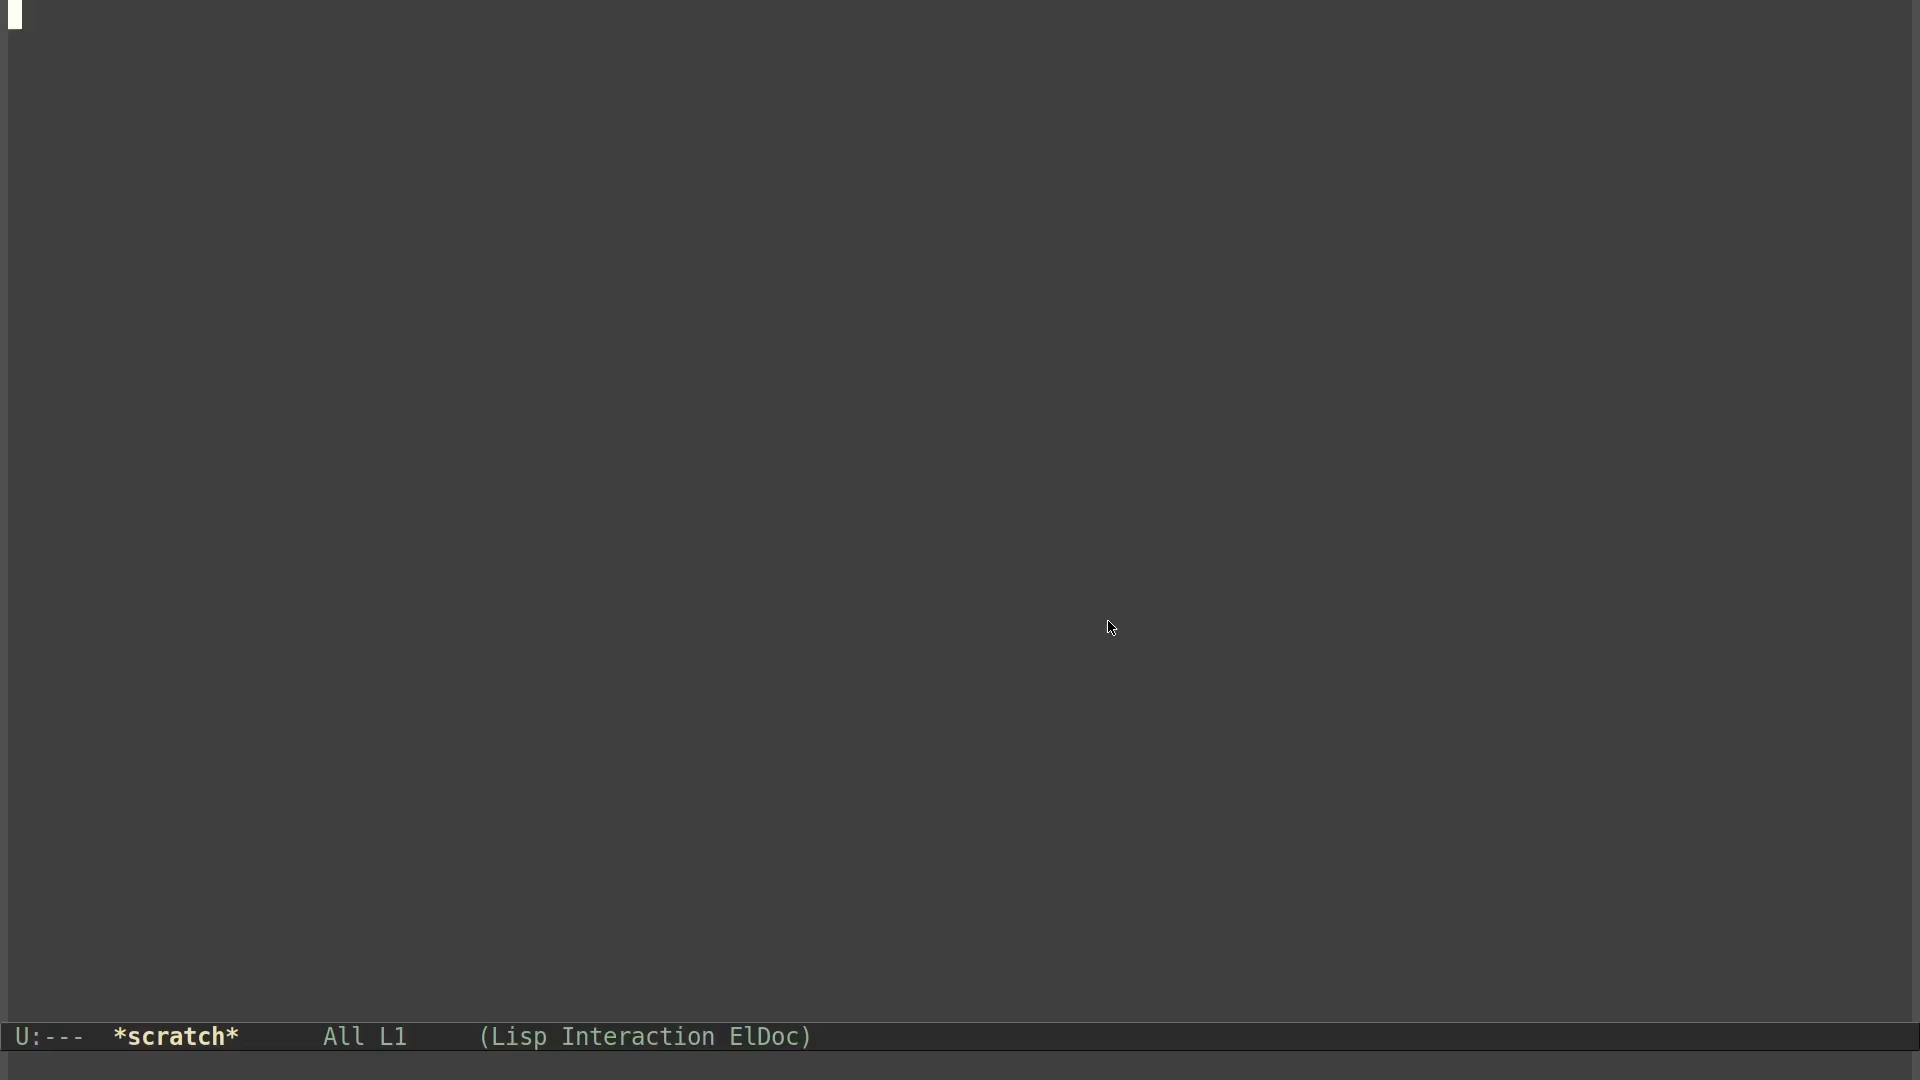 U:---  *scratch*      All L1     (Lisp Interaction ElDoc)